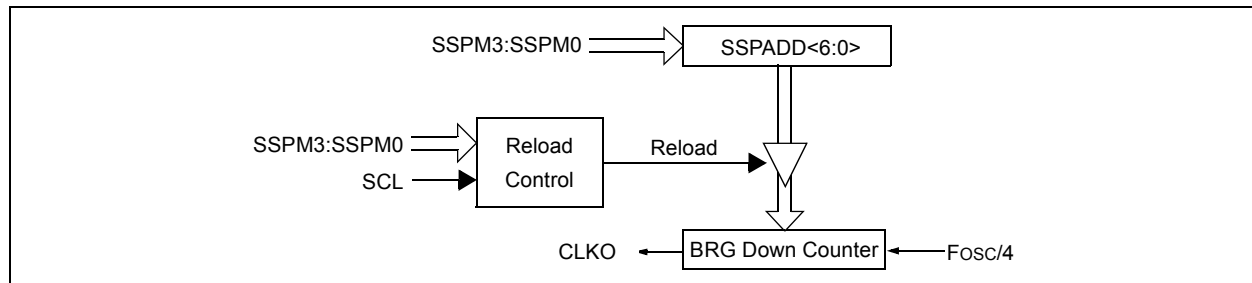 SSPM3:SSPM0
SSPADD<6:0>
SSPM3:SSPM0
SCL
Reload
Control
Reload
CLKO
BRG Down Counter
FOSC/4